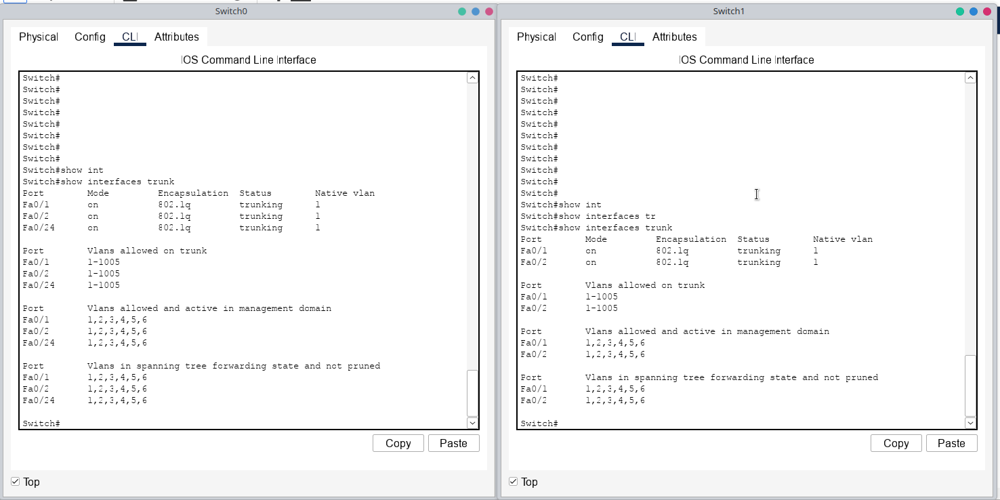 Switch0
Physical Config CLI Attributes
IOS Command Line Interface
Switch#
Switch#
Switch#
Switch#
Switch#
Switch#
Switch#
Switch#
Switch#show int
Switch#show interfaces trunk
Port Mode Encapsulation Status Native vlan
Fa0/1 on 802.1q trunking 1
Fa0/2 on 802.1q trunking 1
Fa0/24 on 802.1q trunking 1
Port Vlans allowed on trunk
Fa0/1 1-1005
Fa0/2 1-1005
Fa0/24 1-1005
Port Vlans allowed and active in management domain
Fa0/1 1,2,3,4,5,6
Fa0/2 1,2,3,4,5,6
Fa0/24 1,2,3,4,5,6
Port Vlans in spanning tree forwarding state and not pruned
Fa0/1 1,2,3,4,5,6
Fa0/2 1,2,3,4,5,6
Fa0/24 1,2,3,4,5,6
Switch#
Copy Paste
Top
Switch1
Physical Config CLI Attributes
IOS Command Line Interface
Switch#
Switch#
Switch#
Switch#
Switch#
Switch#
Switch#
Switch#
Switch#
Switch#
Switch#
Switch#show int
Switch#show interfaces tr
Switch#show interfaces trunk
Port Mode Encapsulation Status Native vlan
Fa0/1 on 802.1q trunking 1
Fa0/2 on 802.1q trunking 1
Port Vlans allowed on trunk
Fa0/1 1-1005
Fa0/2 1-1005
Port Vlans allowed and active in management domain
Fa0/1 1,2,3,4,5,6
Fa0/2 1,2,3,4,5,6
Port Vlans in spanning tree forwarding state and not pruned
Fa0/1 1,2,3,4,5,6
Fa0/2 1,2,3,4,5,6
Switch#
Copy Paste
Top